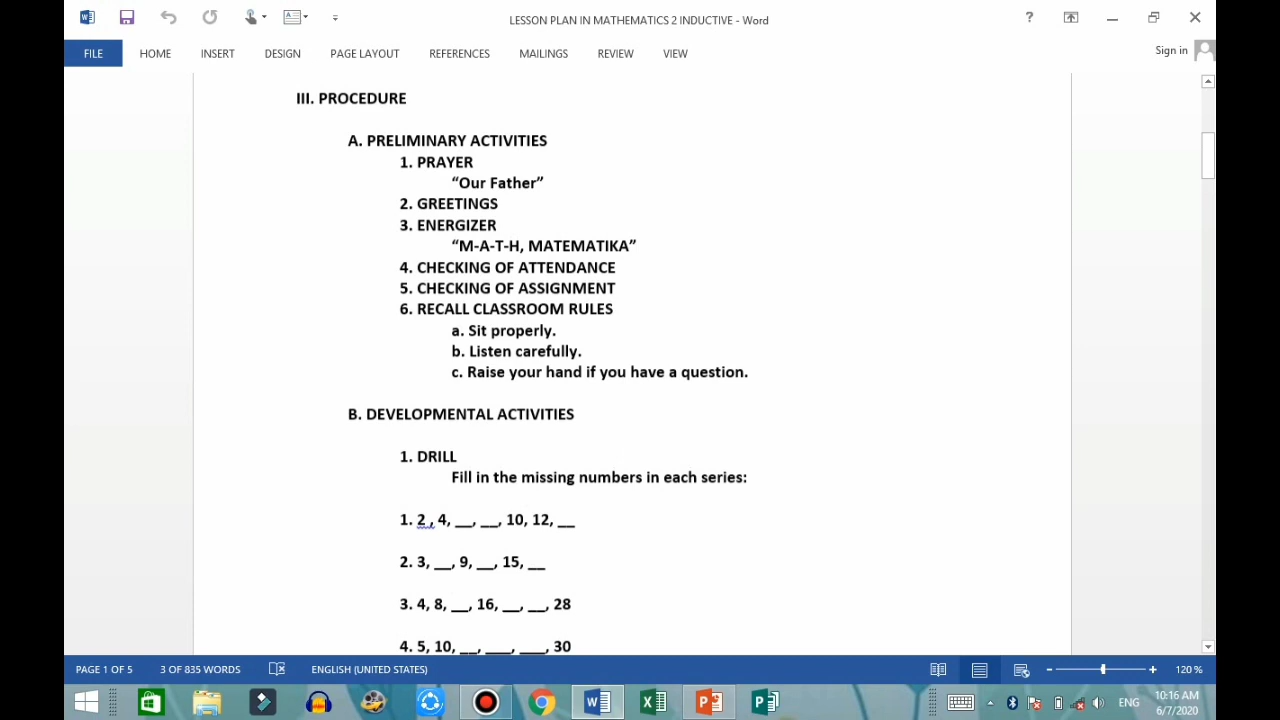 LESSON PLAN IN MATHEMATICS 2 INDUCTIVE - Word
FILE HOME INSERT DESIGN PAGE LAYOUT REFERENCES MAILINGS REVIEW VIEW Sign in
III. PROCEDURE
A. PRELIMINARY ACTIVITIES
1. PRAYER
“Our Father”
2. GREETINGS
3. ENERGIZER
“M-A-T-H, MATEMATIKA”
4. CHECKING OF ATTENDANCE
5. CHECKING OF ASSIGNMENT
6. RECALL CLASSROOM RULES
a. Sit properly.
b. Listen carefully.
c. Raise your hand if you have a question.
B. DEVELOPMENTAL ACTIVITIES
1. DRILL
Fill in the missing numbers in each series:
1. 2 , 4, __, __, 10, 12, __
2. 3, __, 9, __, 15, __
3. 4, 8, __, 16, __, __, 28
4. 5, 10, __, ___, ___, 30
PAGE 1 OF 5 3 OF 835 WORDS ENGLISH (UNITED STATES) 120 %
ENG 10:16 AM
6/7/2020